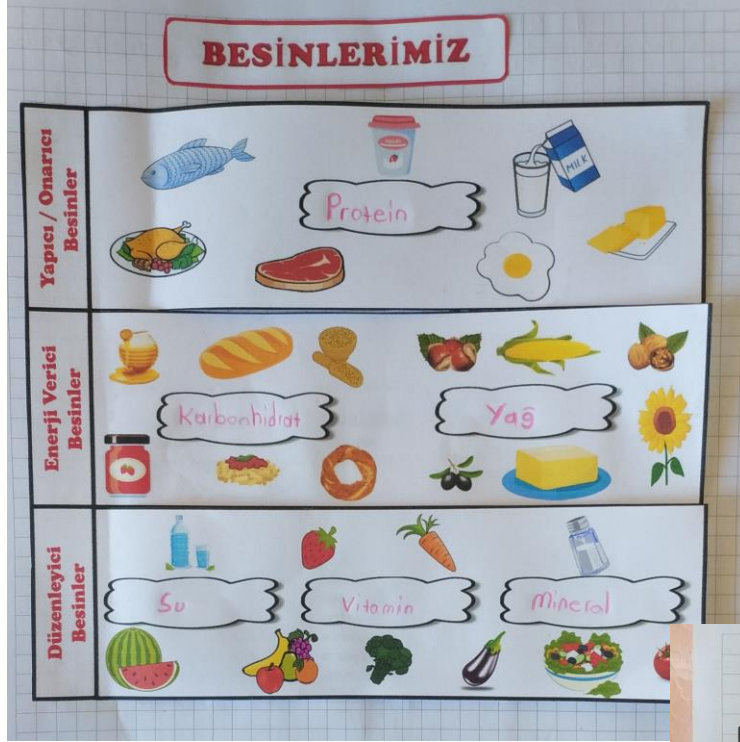 BESİNLERİMİZ
Yapıcı / Onarıcı
Besinler
MILK
Protein
Enerji Verici
Besinler
Karbonhidrat
Yağ
Düzenleyici
Besinler
Su
Vitamin
Mineral